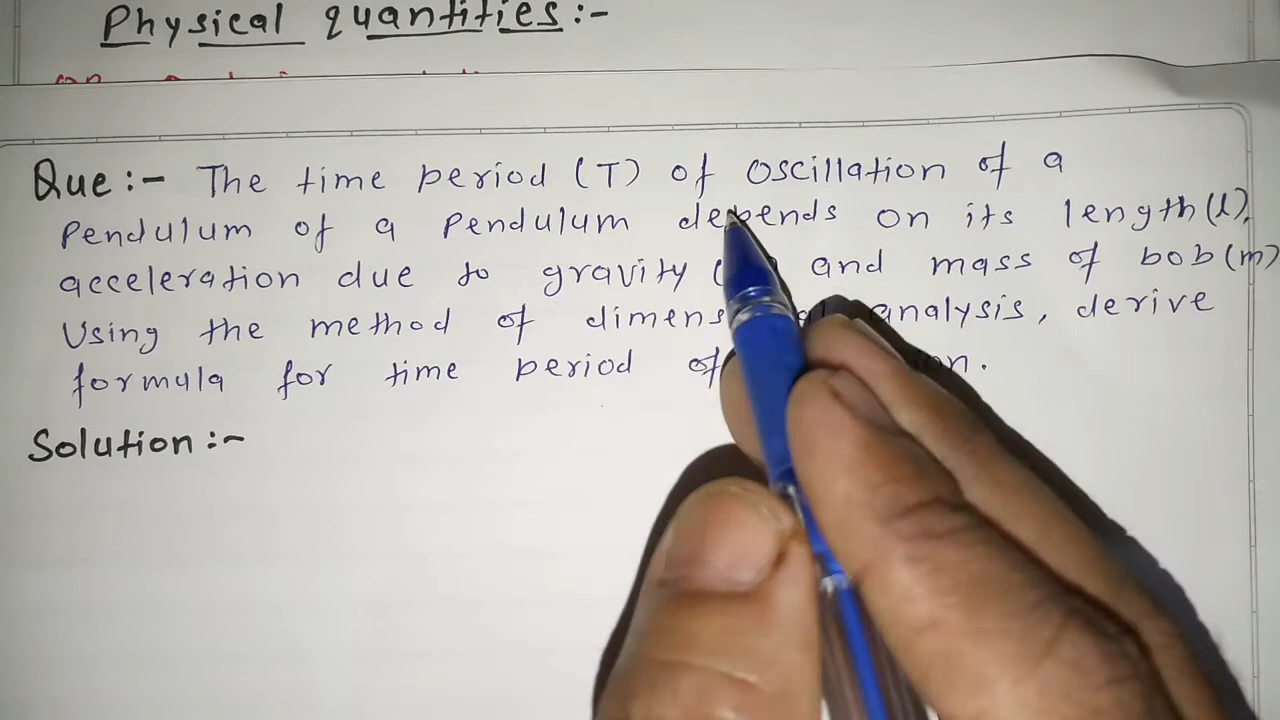 Physical quantities:-
Que:- The time period (T) of oscillation of a
Pendulum of a pendulum depends on its length(l),
acceleration due to gravity ( and mass of bob(m)
Using the method of analysis, derive
formula for time period of
Solution:-